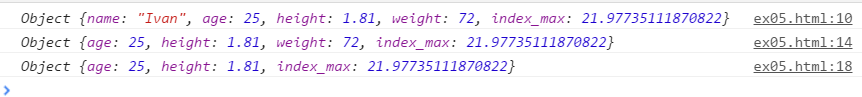 Object {name: "Ivan", age: 25, height: 1.81, weight: 72, index_max: 21.97735111870822} ex05.html:10
Object {age: 25, height: 1.81, weight: 72, index_max: 21.97735111870822} ex05.html:14
Object {age: 25, height: 1.81, index_max: 21.97735111870822} ex05.html:18